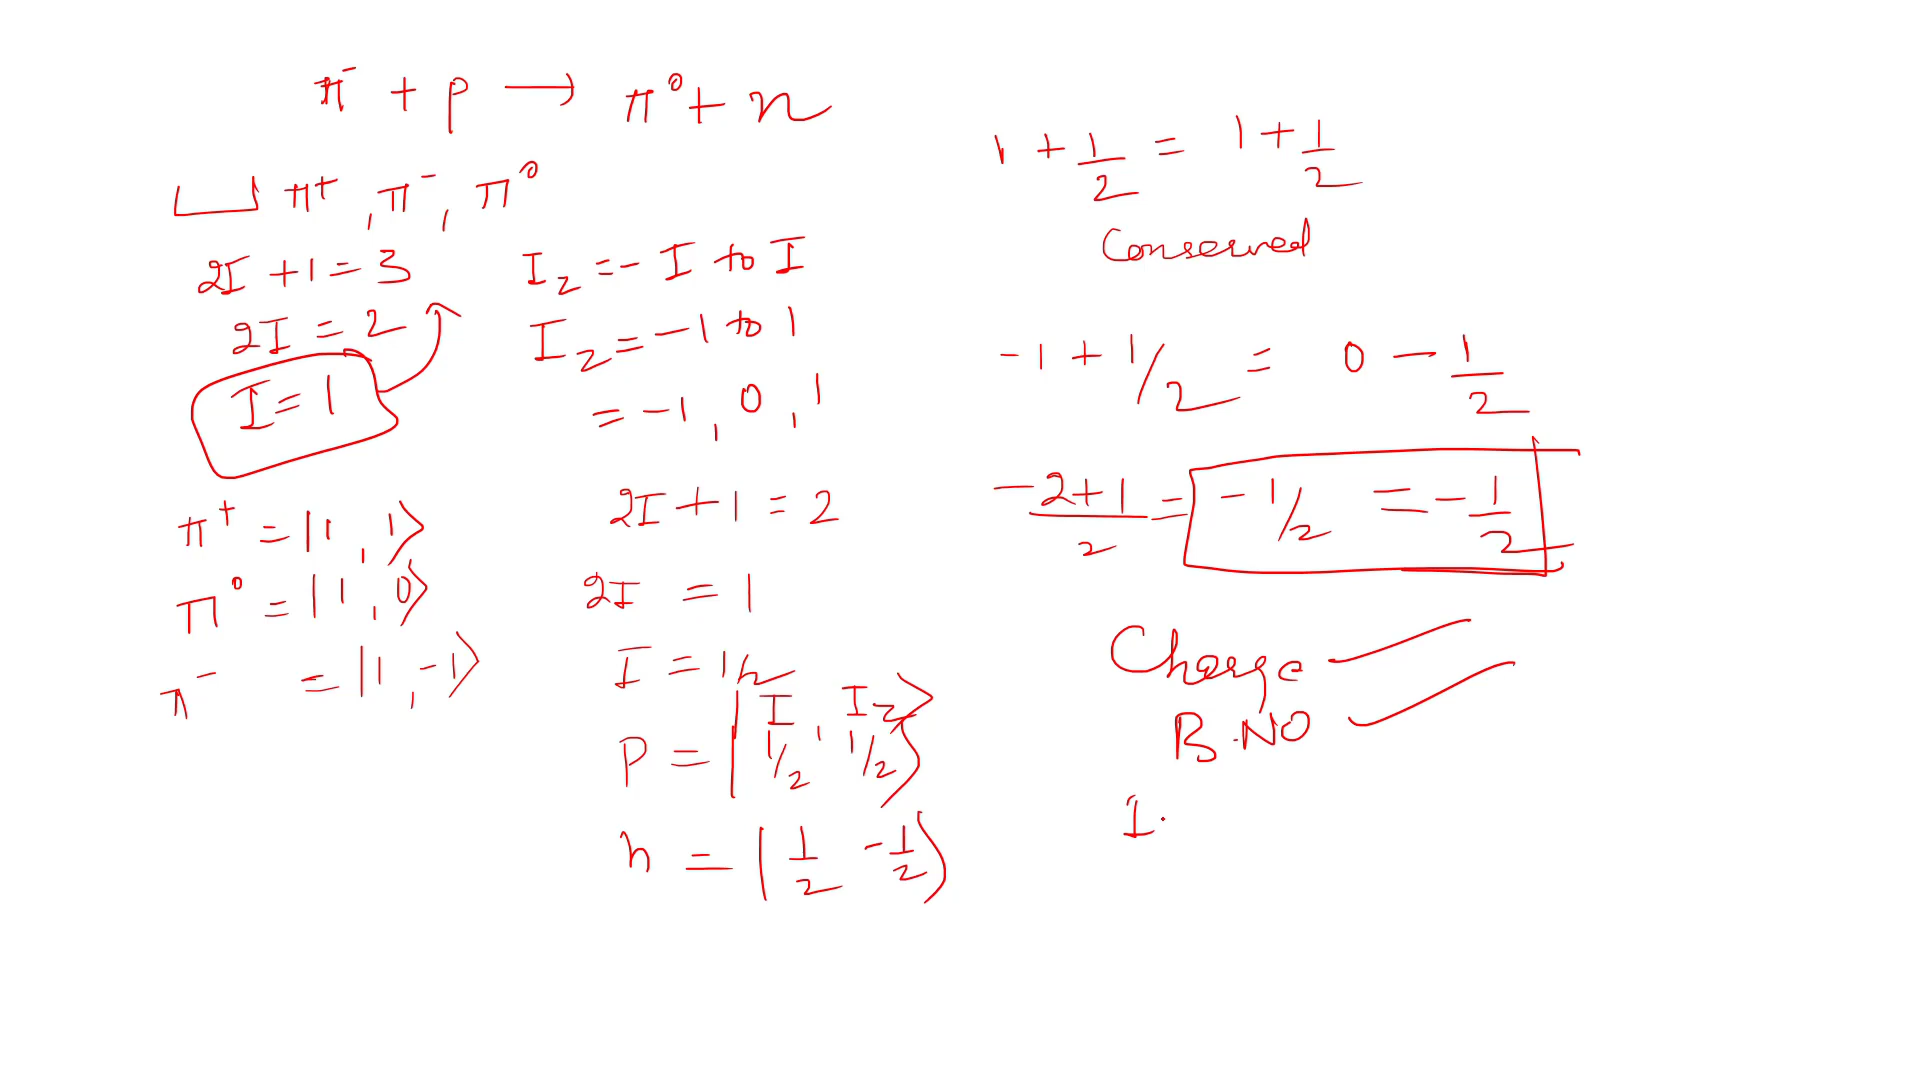 π⁻ + p → π⁰ + n
π⁺, π⁻, π⁰
2I + 1 = 3
2I = 2
I = 1
π⁺ = |1, 1⟩
π⁰ = |1, 0⟩
π⁻ = |1, -1⟩
I_z = - I to I
I_z = -1 to 1
= -1, 0, 1
2I + 1 = 2
2I = 1
I = 1/2
|I, I_z⟩
P = |1/2, 1/2⟩
n = |1/2 -1/2⟩
1 + 1/2 = 1 + 1/2
Conserved
-1 + 1/2 = 0 - 1/2
(-2+1)/2 = -1/2 = -1/2
Charge
B.NO
I.